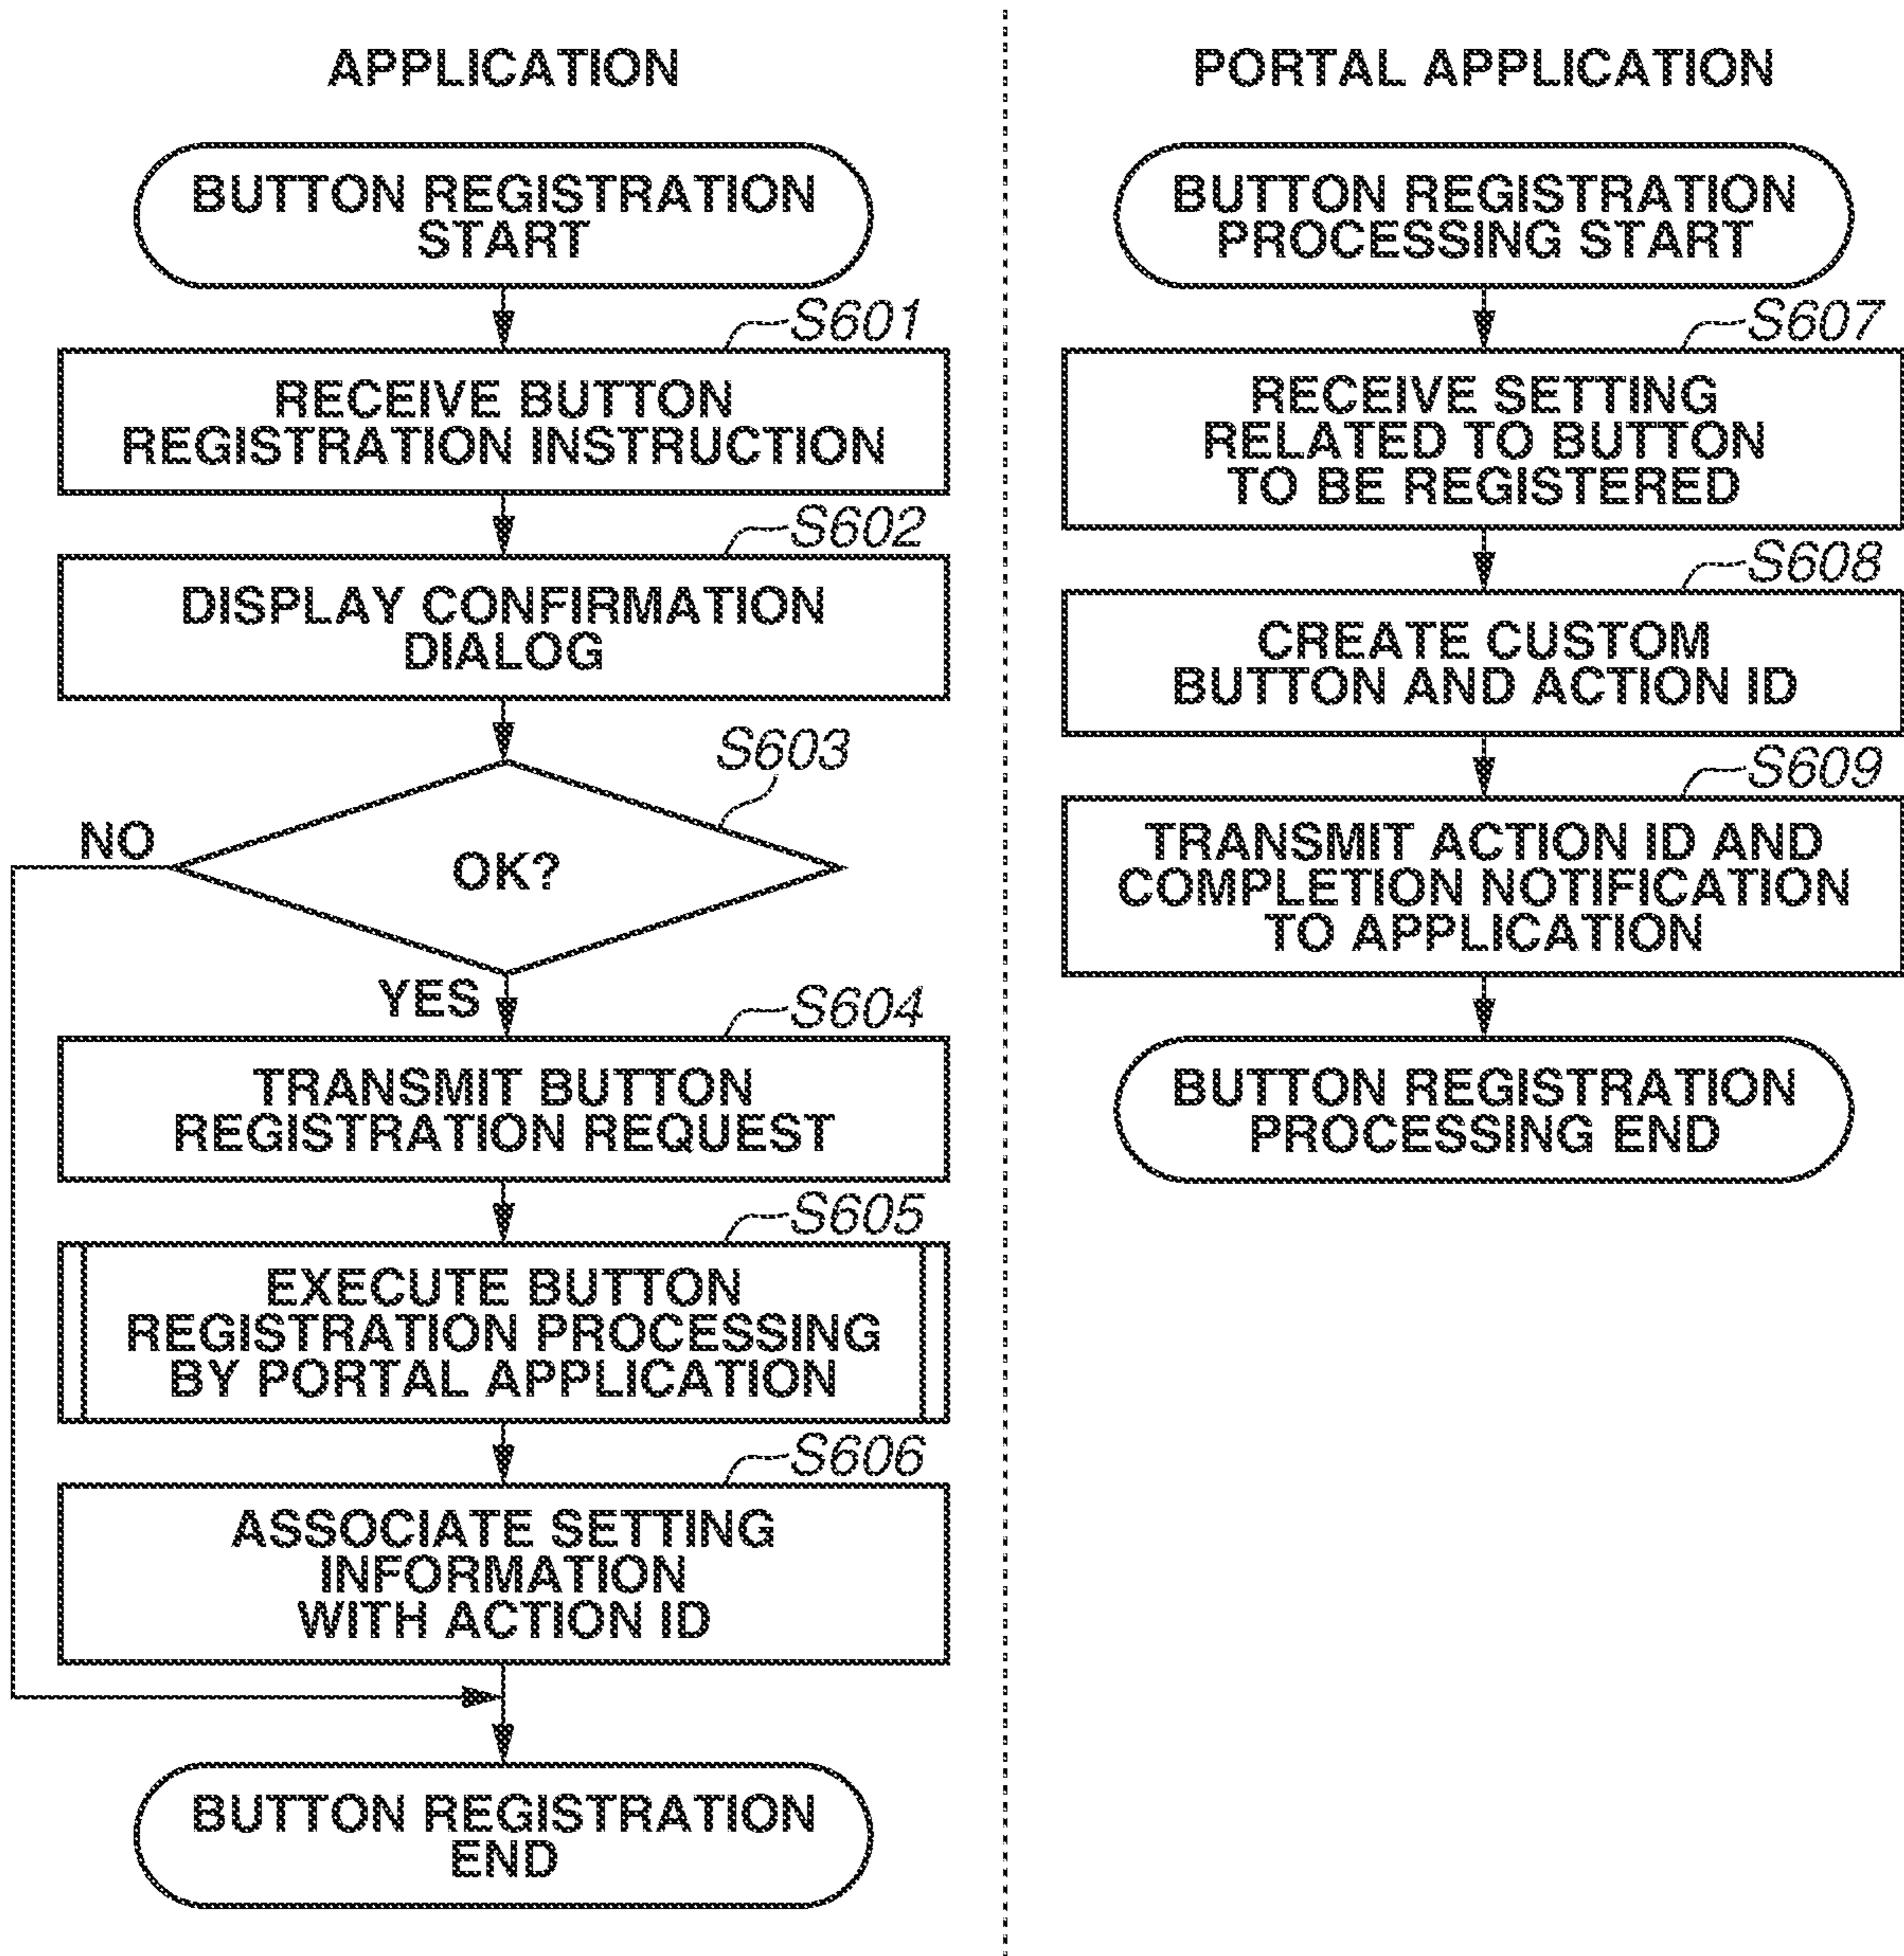 APPLICATION
BUTTON REGISTRATION
START
S601
RECEIVE BUTTON
REGISTRATION INSTRUCTION
S602
DISPLAY CONFIRMATION
DIALOG
S603
NO
OK?
YES
S604
TRANSMIT BUTTON
REGISTRATION REQUEST
S605
EXECUTE BUTTON
REGISTRATION PROCESSING
BY PORTAL APPLICATION
S606
ASSOCIATE SETTING
INFORMATION
WITH ACTION ID
BUTTON REGISTRATION
END
PORTAL APPLICATION
BUTTON REGISTRATION
PROCESSING START
S607
RECEIVE SETTING
RELATED TO BUTTON
TO BE REGISTERED
S608
CREATE CUSTOM
BUTTON AND ACTION ID
S609
TRANSMIT ACTION ID AND
COMPLETION NOTIFICATION
TO APPLICATION
BUTTON REGISTRATION
PROCESSING END